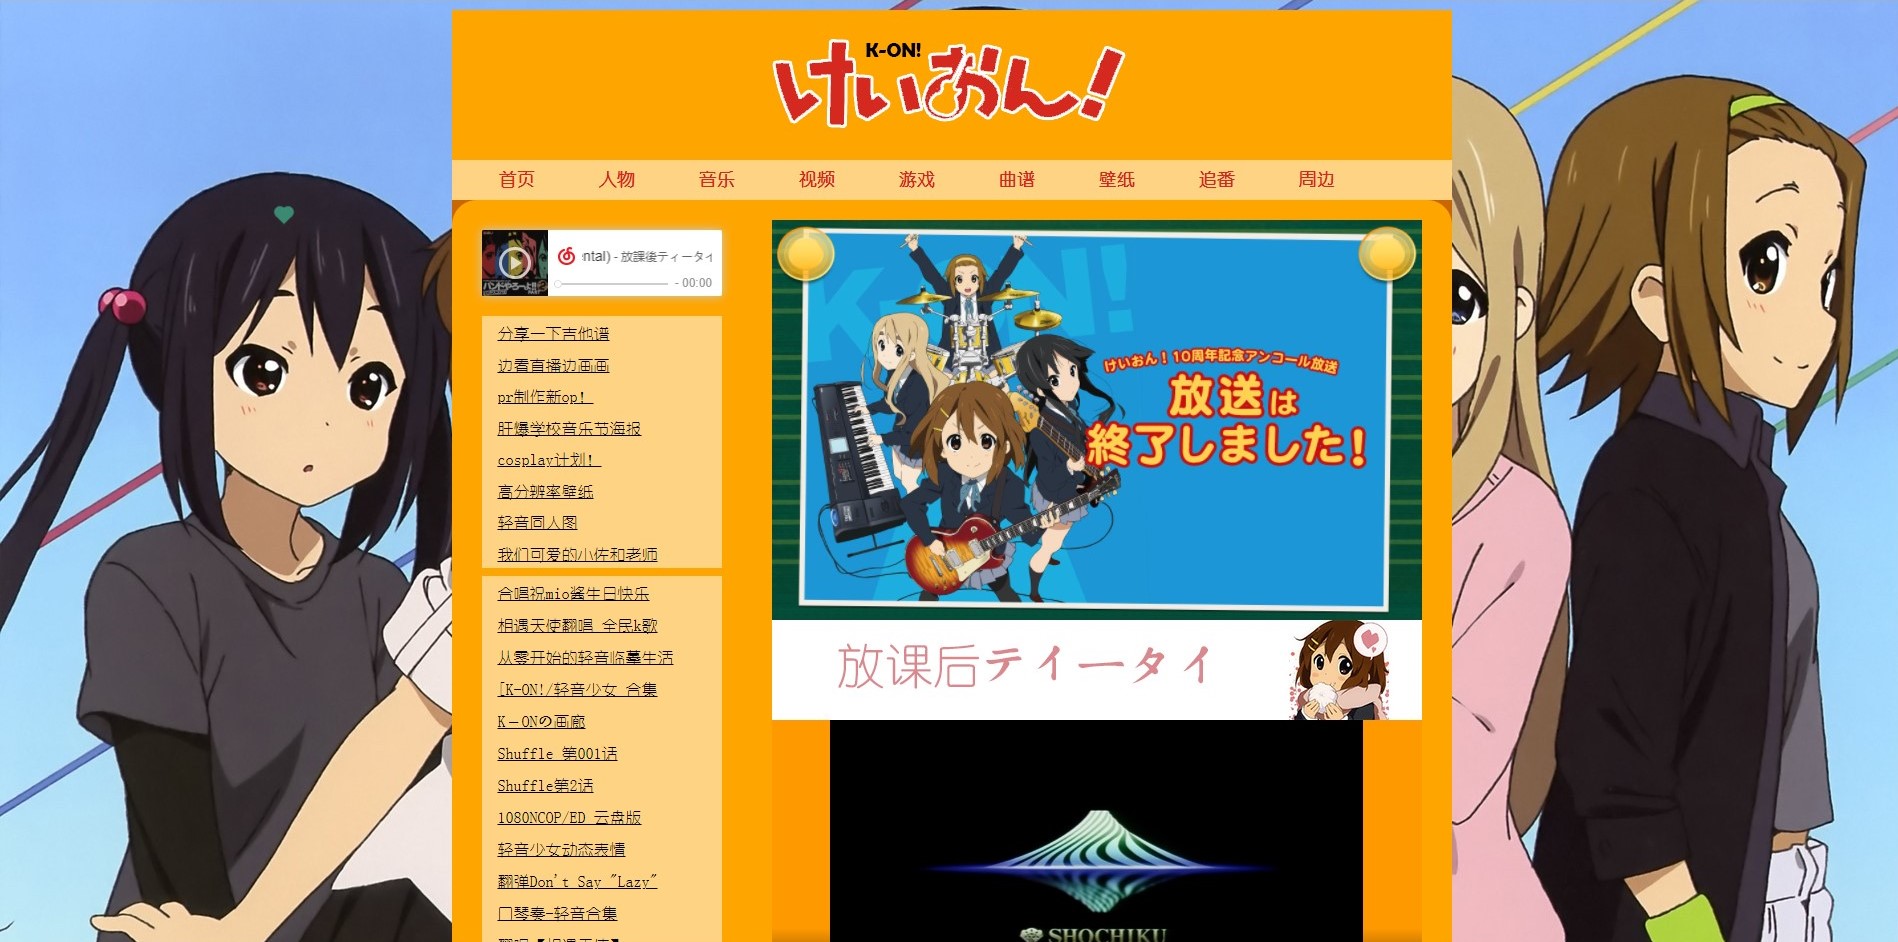 K-ON!
けいおん!
首页 人物 音乐 视频 游戏 曲谱 壁纸 追番 周边
ntal) - 放課後ティータイ
- 00:00
分享一下吉他谱
边看直播边画画
pr制作新op!
肝爆学校音乐节海报
cosplay计划!
高分辨率壁纸
轻音同人图
我们可爱的小佐和老师
合唱祝mio酱生日快乐
相遇天使翻唱 全民k歌
从零开始的轻音临摹生活
[K-ON!/轻音少女 合集
K－ONの画廊
Shuffle 第001话
Shuffle第2话
1080NCOP/ED 云盘版
轻音少女动态表情
翻弹Don't Say "Lazy"
口琴奏-轻音合集
K-ON!
けいおん！10周年記念アンコール放送
放送は
終了しました!
放课后ティータイ
SHOCHIKU